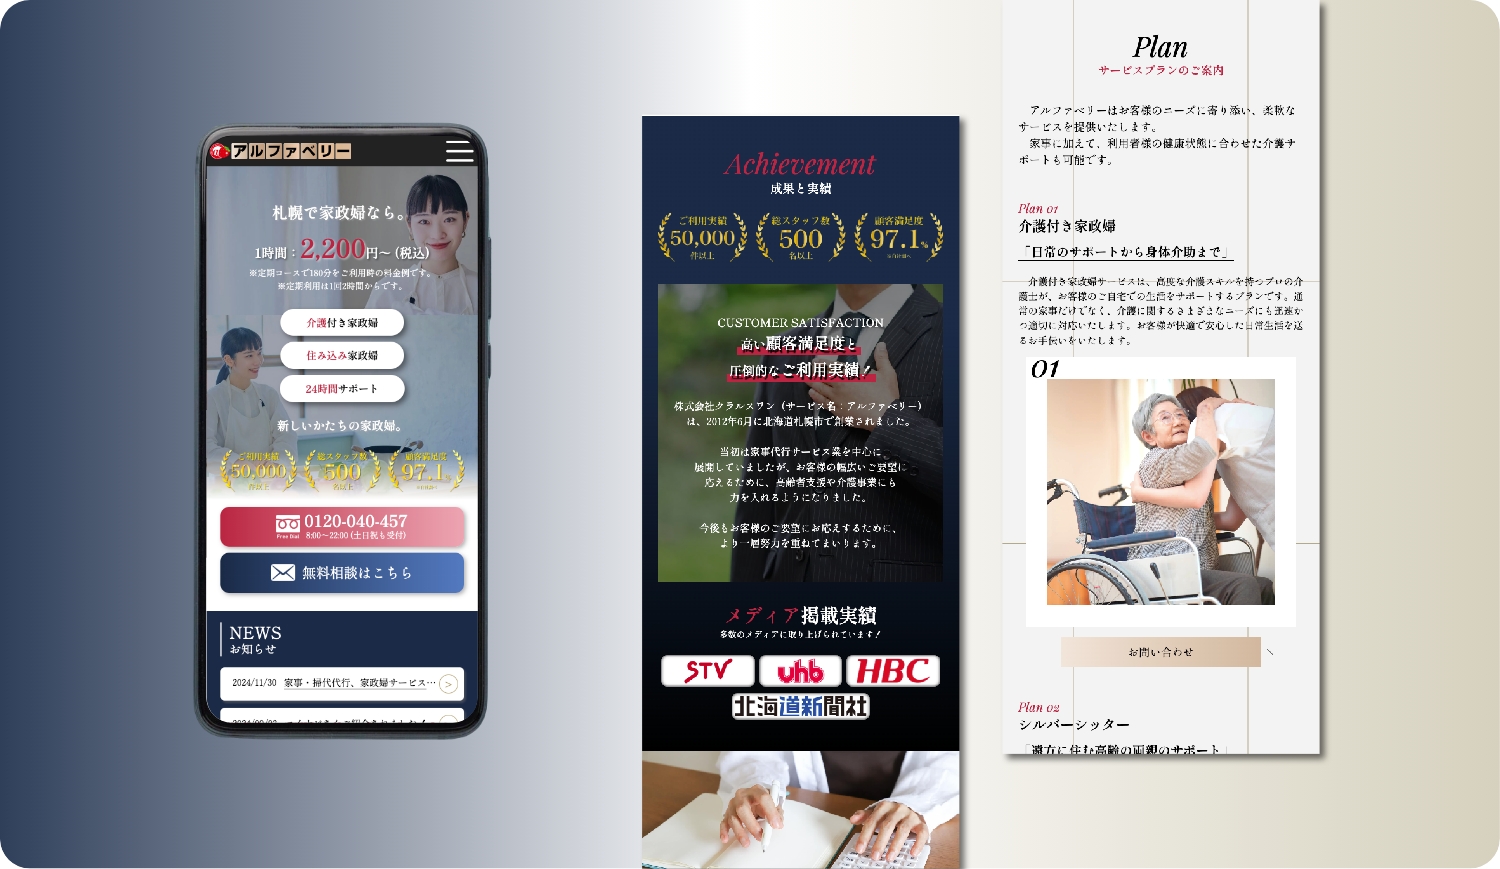 アルファベリー
札幌で家政婦なら。
1時間：2,200円～（税込）
※定期コースで180分をご利用時の料金例です。
※定期利用は1回2時間からです。
介護付き家政婦
住み込み家政婦
24時間サポート
新しいかたちの家政婦。
ご利用実績 総スタッフ数 顧客満足度
50,000 500 97.1%
件以上 名以上
Free Dial
0120-040-457
8:00～22:00 (土日祝も受付)
無料相談はこちら
NEWS
お知らせ
2024/11/30 家事・掃代代行、家政婦サービス…
Achievement
成果と実績
ご利用実績 総スタッフ数 顧客満足度
50,000 500 97.1%
件以上 名以上
CUSTOMER SATISFACTION
高い顧客満足度と
圧倒的なご利用実績！
株式会社クラルスワン（サービス名：アルファベリー）
は、2012年6月に北海道札幌市で創業されました。
当初は家事代行サービス業を中心に
展開していましたが、お客様の幅広いご要望に
応えるために、高齢者支援や介護事業にも
力を入れるようになりました。
今後もお客様のご要望にお応えするために、
より一層努力を重ねてまいります。
メディア掲載実績
多数のメディアに取り上げられています！
STV uhb HBC
北海道新聞社
Plan
サービスプランのご案内
アルファベリーはお客様のニーズに寄り添い、柔軟な
サービスを提供いたします。
家事に加えて、利用者様の健康状態に合わせた介護サ
ポートも可能です。
Plan 01
介護付き家政婦
「日常のサポートから身体介助まで」
介護付き家政婦サービスは、高度な介護スキルを持つプロの介
護士が、お客様のご自宅での生活をサポートするプランです。通
常の家事だけでなく、介護に関するさまざまなニーズにも迅速か
つ適切に対応いたします。お客様が快適で安心した日常生活を送
るお手伝いをいたします。
01
お問い合わせ
Plan 02
シルバーシッター
「遠方に住む高齢の両親のサポート」